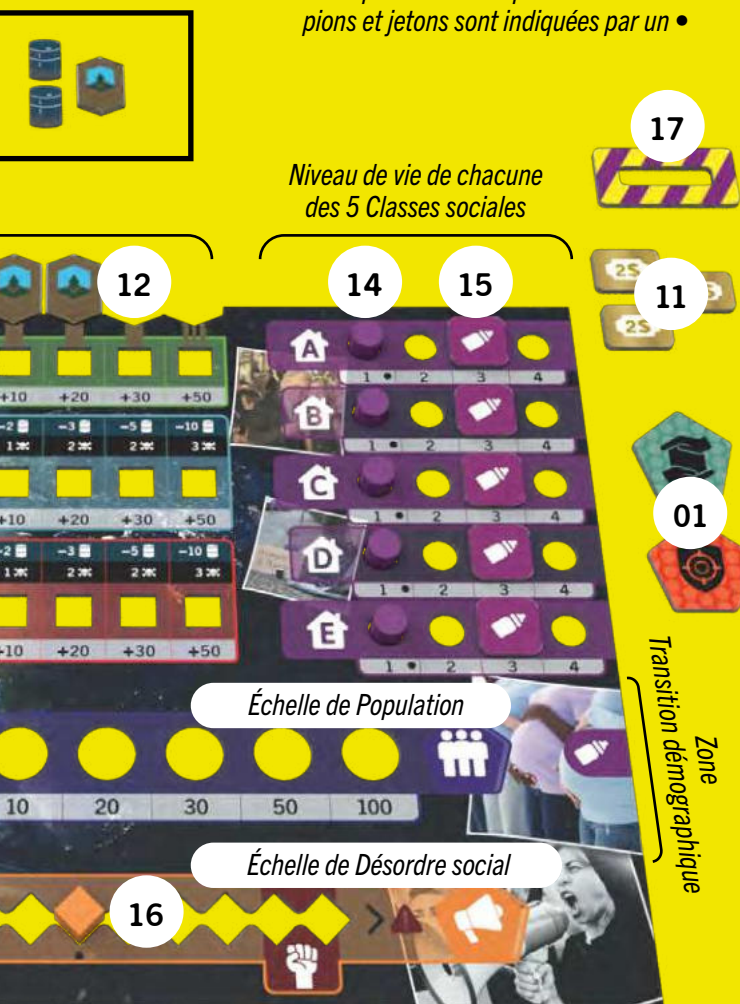 pions et jetons sont indiquées par un •
17
Niveau de vie de chacune
des 5 Classes sociales
12
14
15
2$
2$
11
A
1 • 2 3 4
+10 +20 +30 +50
B
-2 -3 -5 -10
1 2 2 3
1 • 2 3 4
C
1 • 2 3 4
+10 +20 +30 +50
01
D
-2 -3 -5 -10
1 2 2 3
1 • 2 3 4
E
+10 +20 +30 +50
1 • 2 3 4
Zone
Transition démographique
Échelle de Population
10 20 30 50 100
Échelle de Désordre social
16
>